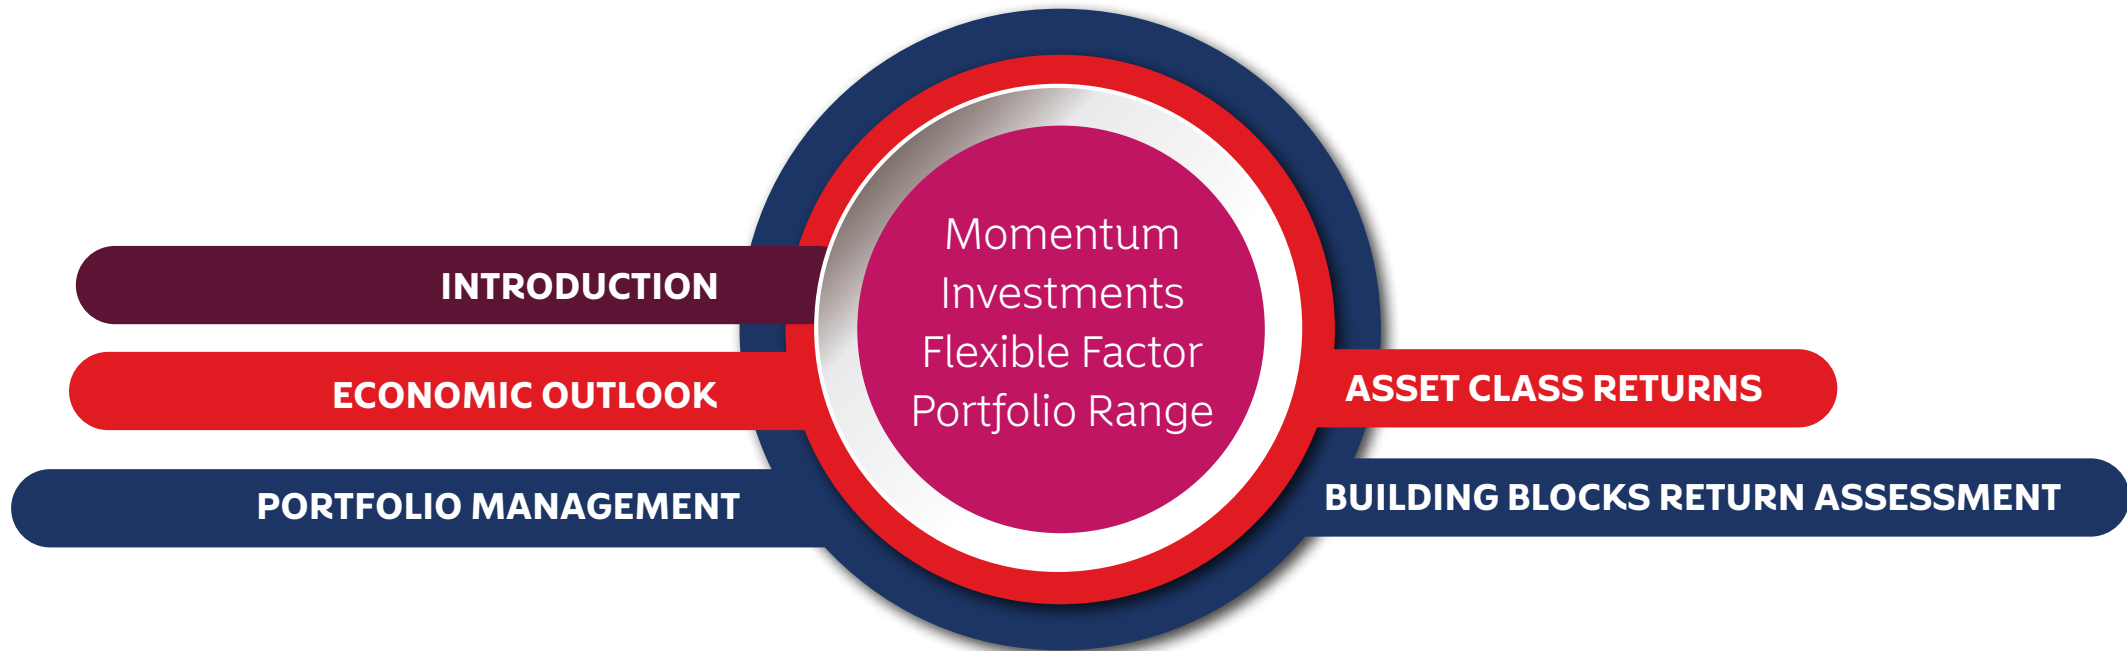 INTRODUCTION
ECONOMIC OUTLOOK
PORTFOLIO MANAGEMENT
Momentum
Investments
Flexible Factor
Portfolio Range
ASSET CLASS RETURNS
BUILDING BLOCKS RETURN ASSESSMENT